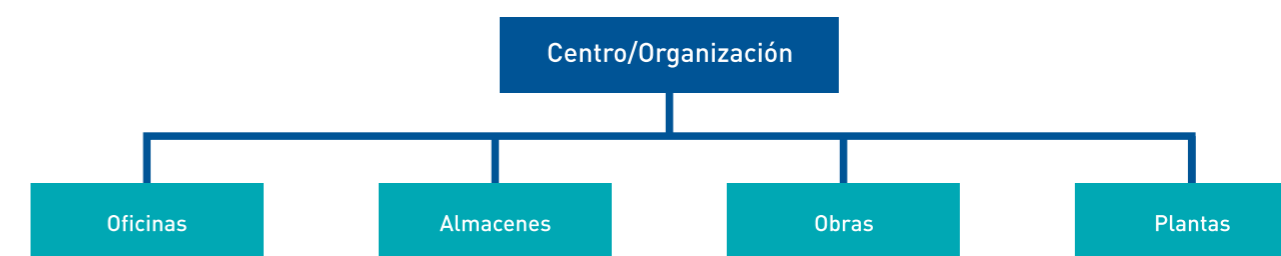 Centro/Organización
Oficinas
Almacenes
Obras
Plantas